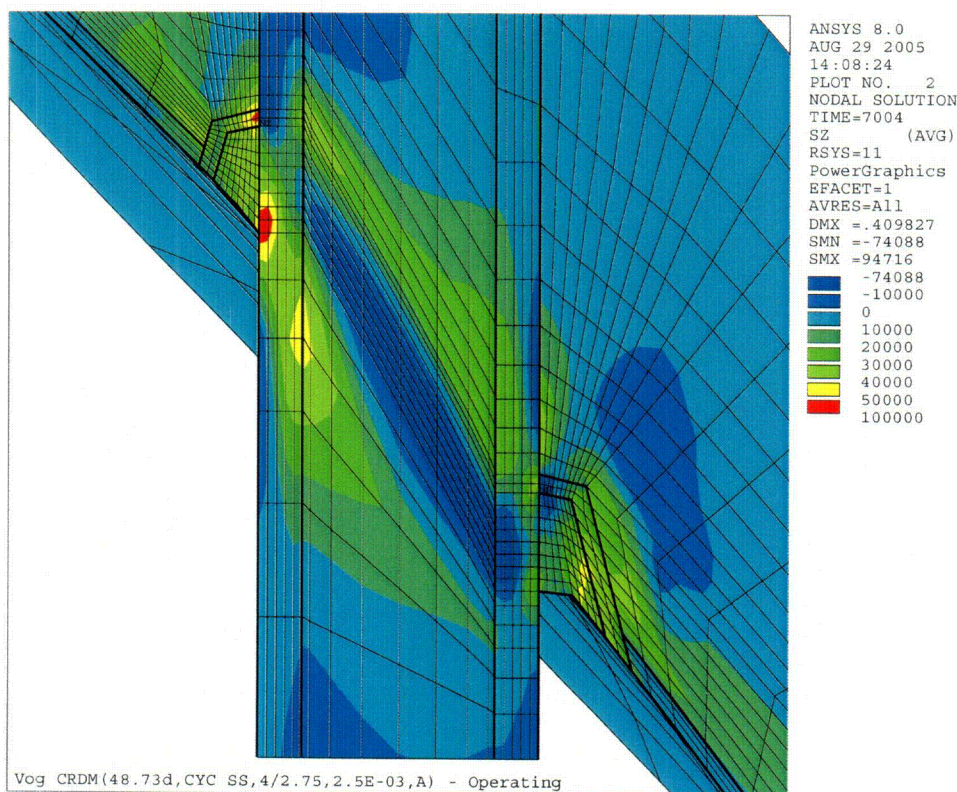 ANSYS 8.0
AUG 29 2005
14:08:24
PLOT NO. 2
NODAL SOLUTION
TIME=7004
SZ (AVG)
RSYS=11
PowerGraphics
EFACET=1
AVRES=All
DMX =.409827
SMN =-74088
SMX =94716
-74088
-10000
0
10000
20000
30000
40000
50000
100000
Vog CRDM(48.73d,CYC SS,4/2.75,2.5E-03,A) - Operating